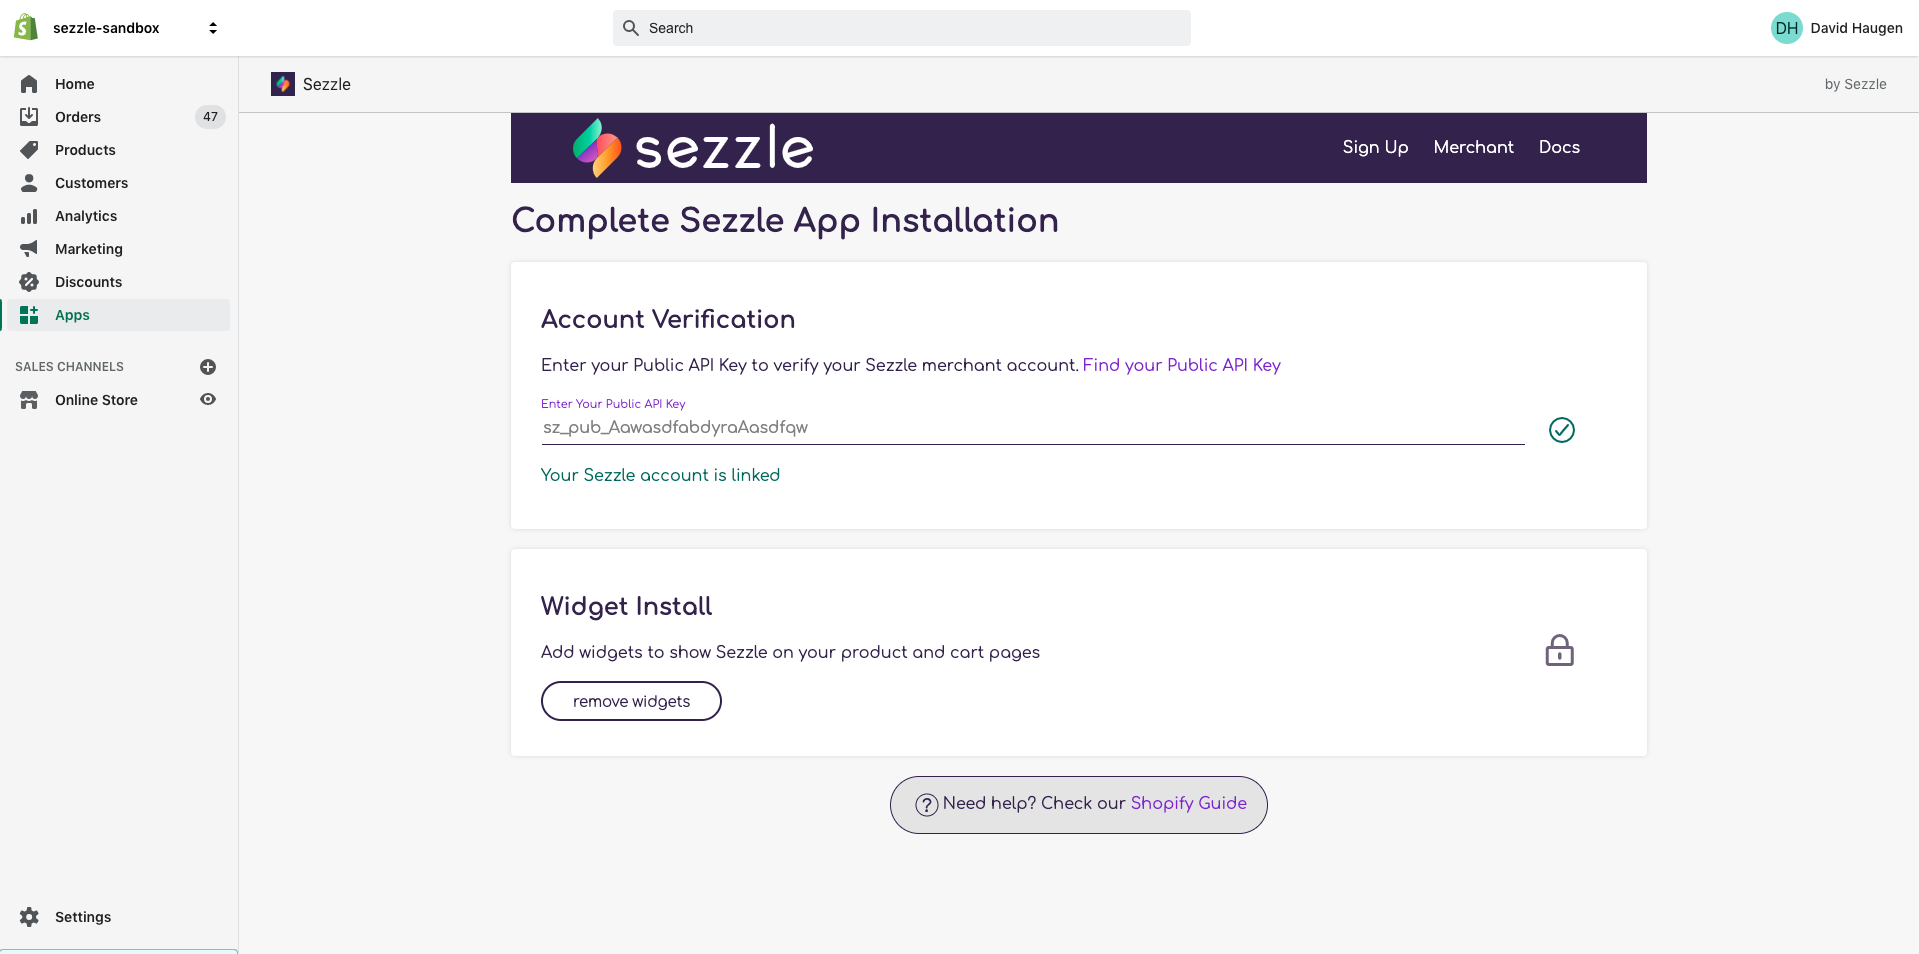 sezzle-sandbox
Search
DH David Haugen
Home
Orders 47
Products
Customers
Analytics
Marketing
Discounts
Apps
SALES CHANNELS
Online Store
Settings
Sezzle
by Sezzle
sezzle
Sign Up Merchant Docs
Complete Sezzle App Installation
Account Verification
Enter your Public API Key to verify your Sezzle merchant account. Find your Public API Key
Enter Your Public API Key
sz_pub_AawasdfabdyraAasdfqw
Your Sezzle account is linked
Widget Install
Add widgets to show Sezzle on your product and cart pages
remove widgets
Need help? Check our Shopify Guide